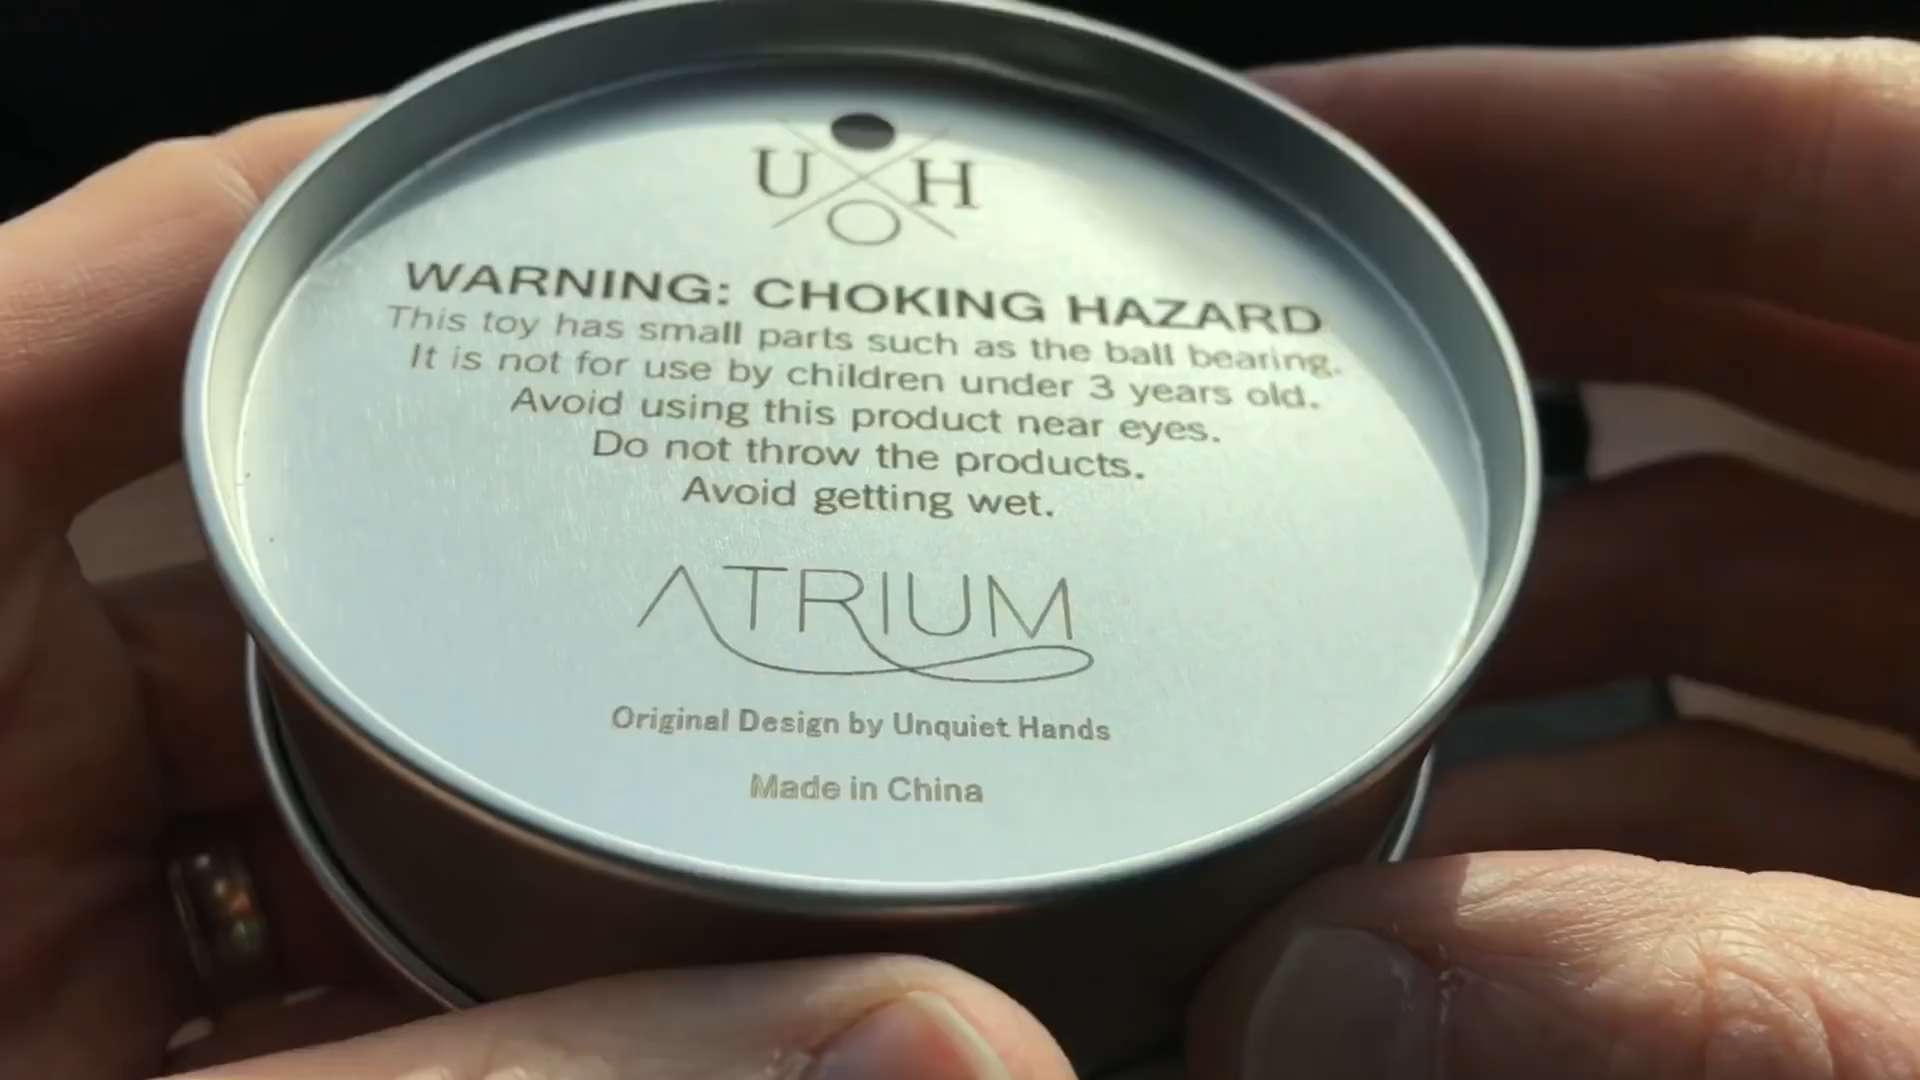 U H
WARNING: CHOKING HAZARD
This toy has small parts such as the ball bearing.
It is not for use by children under 3 years old.
Avoid using this product near eyes.
Do not throw the products.
Avoid getting wet.
ATRIUM
Original Design by Unquiet Hands
Made in China